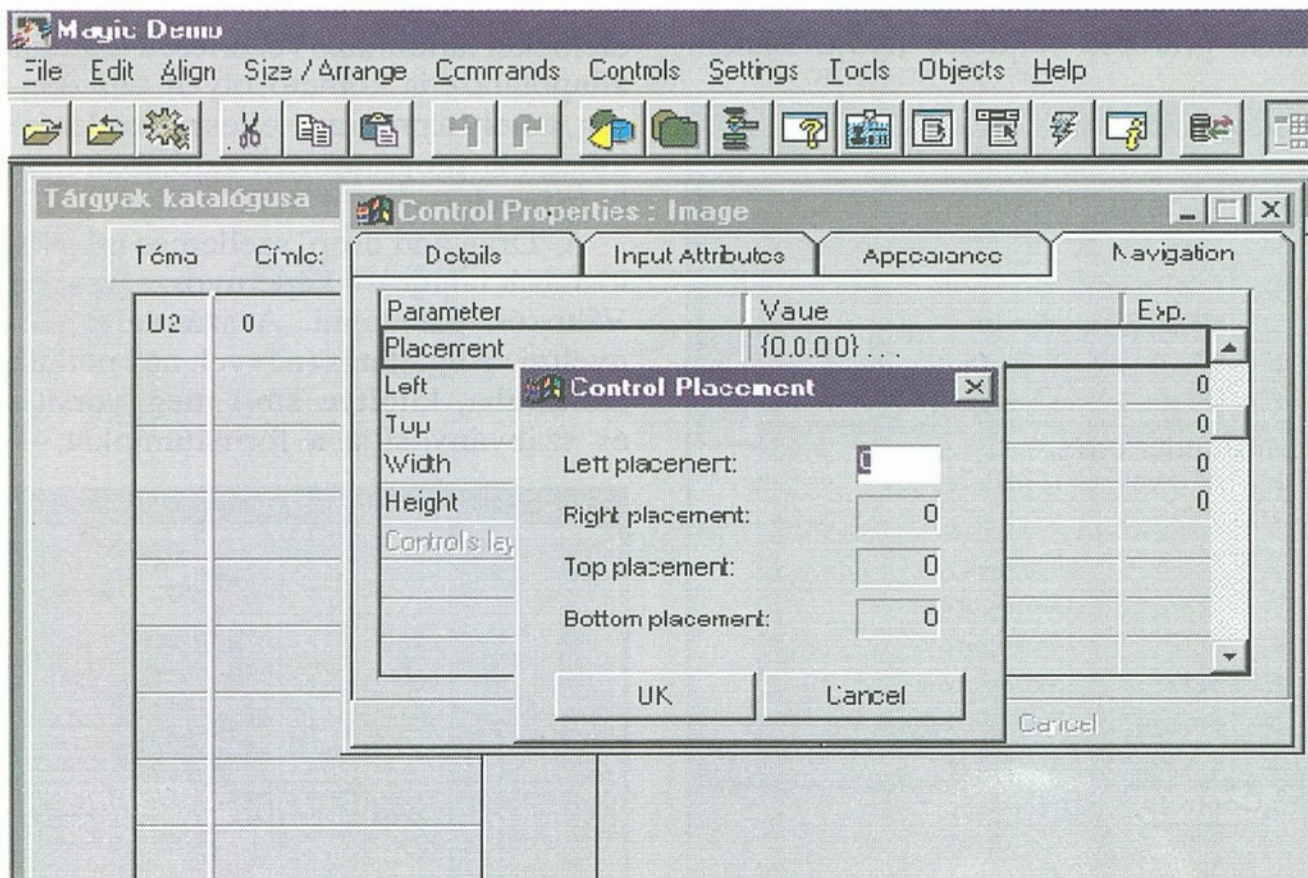 Magic Demo
File Edit Align Size / Arrange Commands Controls Settings Tools Objects Help
Tárgyak katalógusa
Téma Címle:
U2 0
Control Properties : Image
Details Input Attributes Appearance Navigation
Parameter Value Exp.
Placement {0.0.0 0} . . .
Left 0
Top 0
Width 0
Height 0
Control's lay
Control Placement
Left placement: 0
Right placement: 0
Top placement: 0
Bottom placement: 0
OK Cancel
Cancel